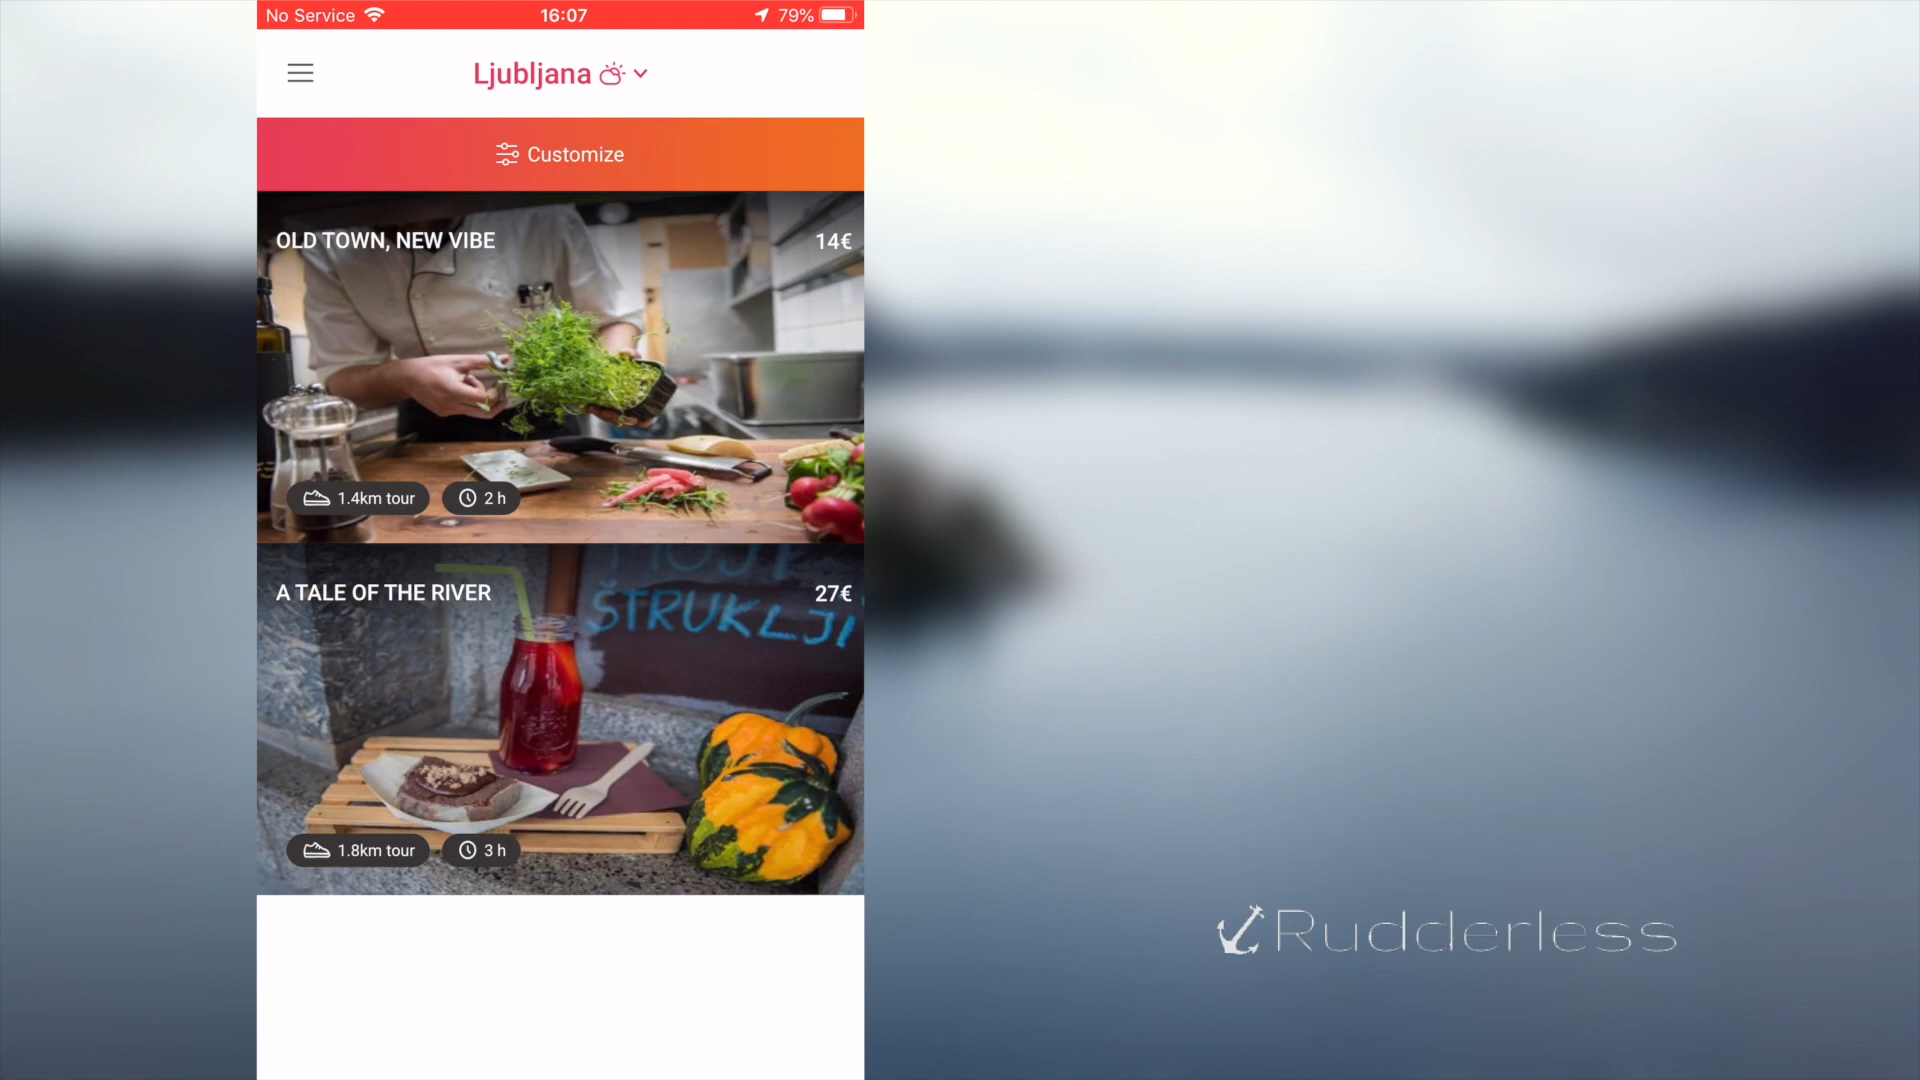 No Service 16:07 79%
Ljubljana
Customize
OLD TOWN, NEW VIBE 14€
1.4km tour 2 h
MOJI
ŠTRUKLJI
A TALE OF THE RIVER 27€
1.8km tour 3 h
Rudderless